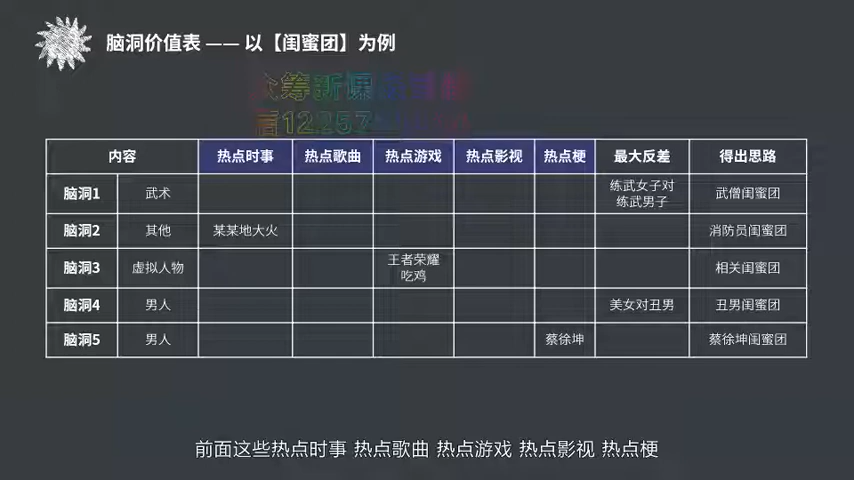 脑洞价值表 —— 以【闺蜜团】为例
内容 热点时事 热点歌曲 热点游戏 热点影视 热点梗 最大反差 得出思路
脑洞1 武术 练武女子对练武男子 武僧闺蜜团
脑洞2 其他 某某地大火 消防员闺蜜团
脑洞3 虚拟人物 王者荣耀 吃鸡 相关闺蜜团
脑洞4 男人 美女对丑男 丑男闺蜜团
脑洞5 男人 蔡徐坤 蔡徐坤闺蜜团
前面这些热点时事 热点歌曲 热点游戏 热点影视 热点梗